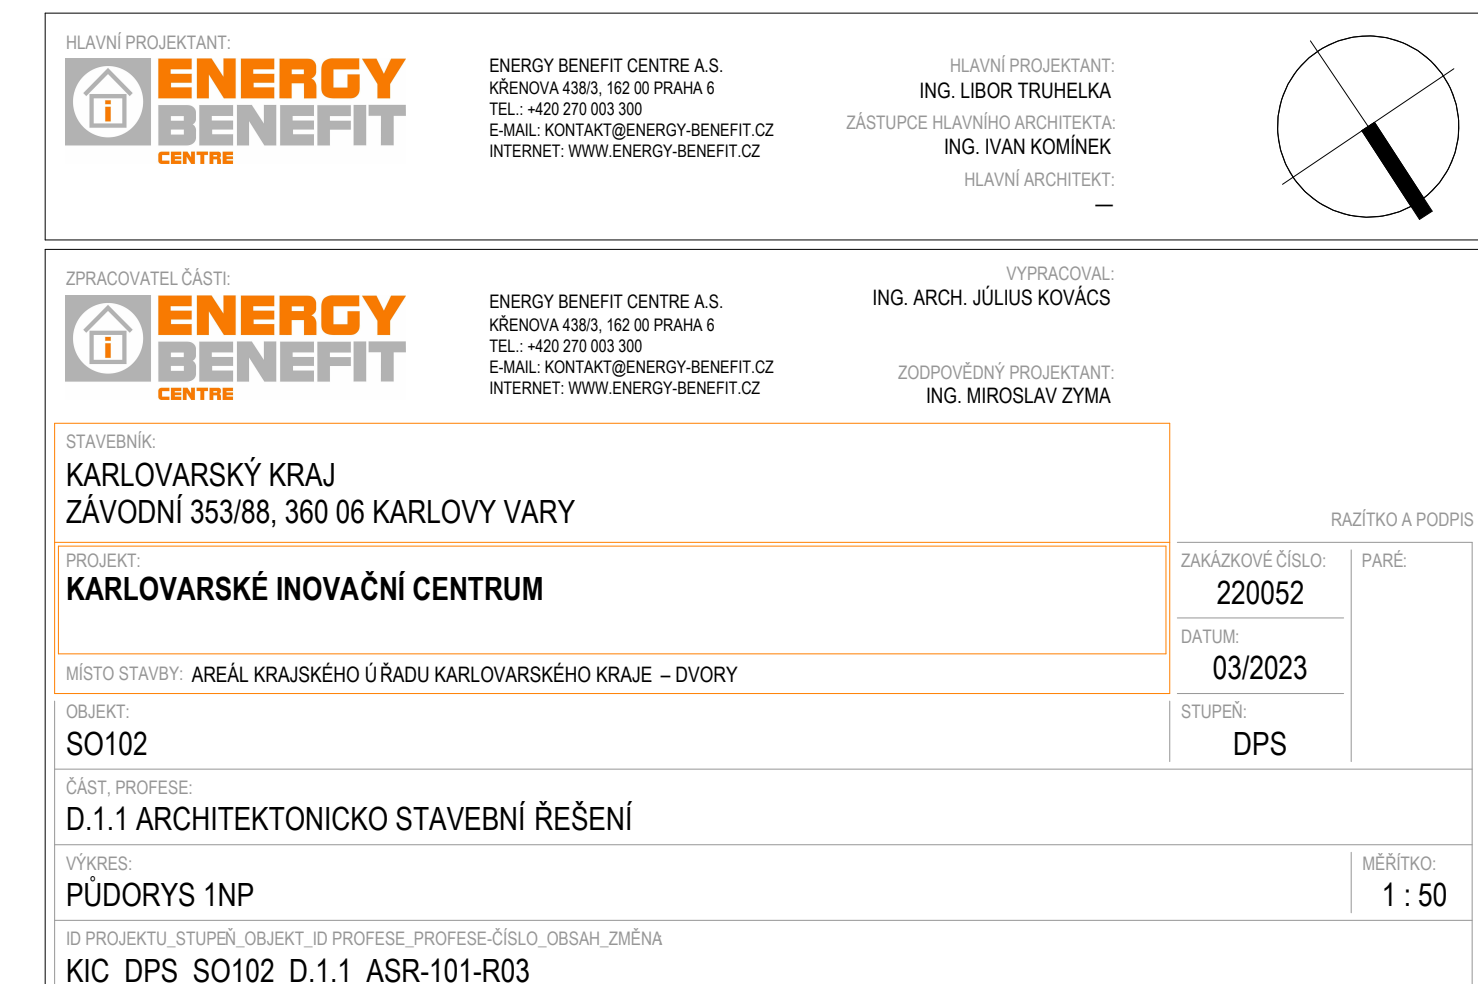 HLAVNÍ PROJEKTANT:
ENERGY
BENEFIT
CENTRE
ENERGY BENEFIT CENTRE A.S.
KŘENOVA 438/3, 162 00 PRAHA 6
TEL.: +420 270 003 300
E-MAIL: KONTAKT@ENERGY-BENEFIT.CZ
INTERNET: WWW.ENERGY-BENEFIT.CZ
HLAVNÍ PROJEKTANT:
ING. LIBOR TRUHELKA
ZÁSTUPCE HLAVNÍHO ARCHITEKTA:
ING. IVAN KOMÍNEK
HLAVNÍ ARCHITEKT:
—
ZPRACOVATEL ČÁSTI:
ENERGY
BENEFIT
CENTRE
ENERGY BENEFIT CENTRE A.S.
KŘENOVA 438/3, 162 00 PRAHA 6
TEL.: +420 270 003 300
E-MAIL: KONTAKT@ENERGY-BENEFIT.CZ
INTERNET: WWW.ENERGY-BENEFIT.CZ
VYPRACOVAL:
ING. ARCH. JÚLIUS KOVÁCS
ZODPOVĚDNÝ PROJEKTANT:
ING. MIROSLAV ZYMA
STAVEBNÍK:
KARLOVARSKÝ KRAJ
ZÁVODNÍ 353/88, 360 06 KARLOVY VARY
RAZÍTKO A PODPIS
PROJEKT:
KARLOVARSKÉ INOVAČNÍ CENTRUM
MÍSTO STAVBY: AREÁL KRAJSKÉHO ÚŘADU KARLOVARSKÉHO KRAJE – DVORY
ZAKÁZKOVÉ ČÍSLO:
220052
PARÉ:
DATUM:
03/2023
OBJEKT:
SO102
STUPEŇ:
DPS
ČÁST, PROFESE:
D.1.1 ARCHITEKTONICKO STAVEBNÍ ŘEŠENÍ
VÝKRES:
PŮDORYS 1NP
MĚŘÍTKO:
1 : 50
ID PROJEKTU_STUPEŇ_OBJEKT_ID PROFESE_PROFESE-ČÍSLO_OBSAH_ZMĚNA:
KIC_DPS_SO102_D.1.1_ASR-101-R03